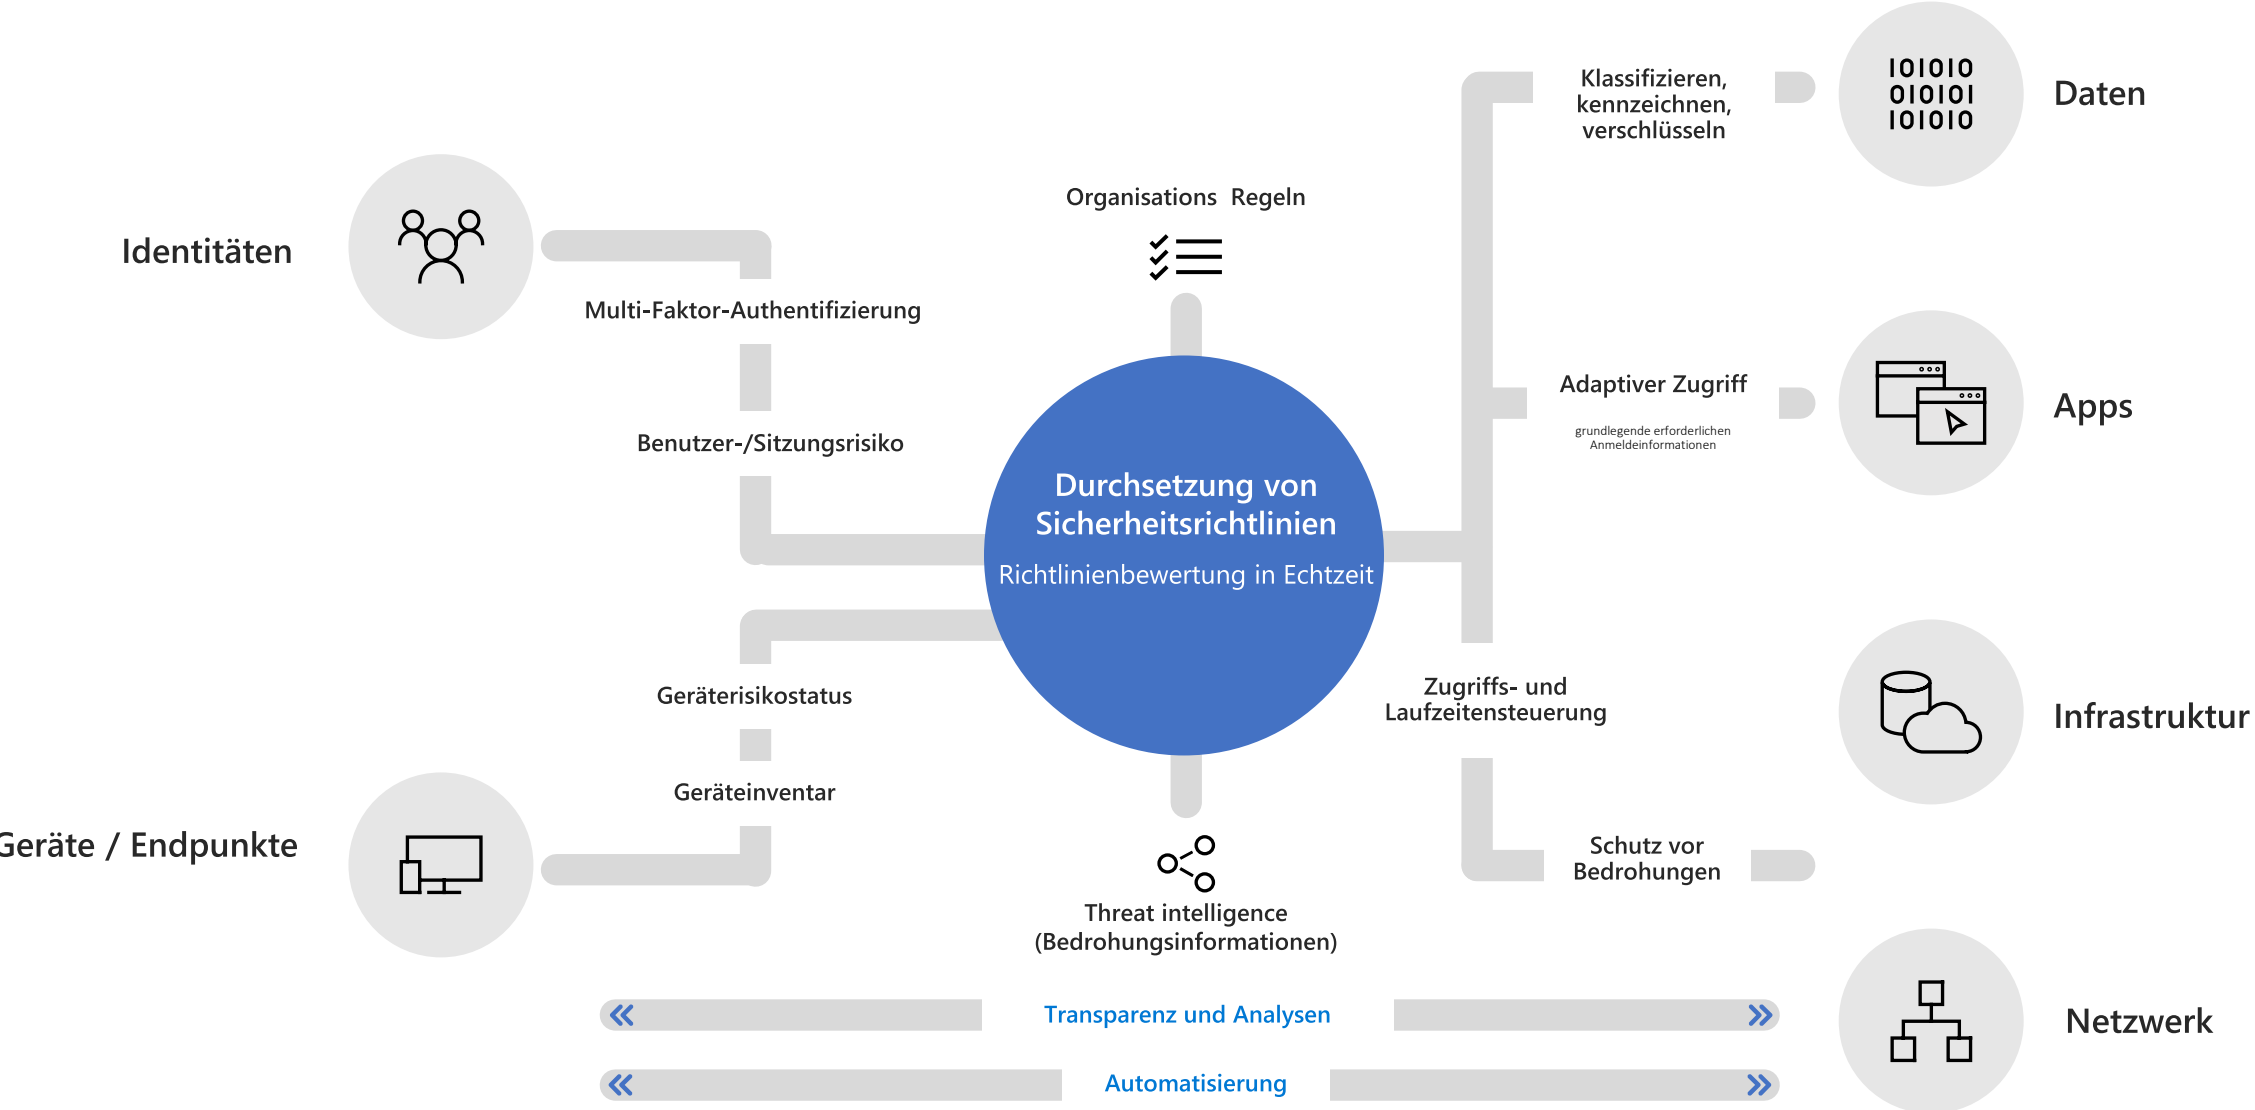 Klassifizieren,
kennzeichnen,
verschlüsseln
Daten
Organisations Regeln
Identitäten
Multi-Faktor-Authentifizierung
Adaptiver Zugriff
grundlegende erforderlichen
Anmeldeinformationen
Apps
Benutzer-/Sitzungsrisiko
Durchsetzung von
Sicherheitsrichtlinien
Richtlinienbewertung in Echtzeit
Geräterisikostatus
Zugriffs- und
Laufzeitensteuerung
Infrastruktur
Geräteinventar
Geräte / Endpunkte
Schutz vor
Bedrohungen
Threat intelligence
(Bedrohungsinformationen)
Transparenz und Analysen
Netzwerk
Automatisierung